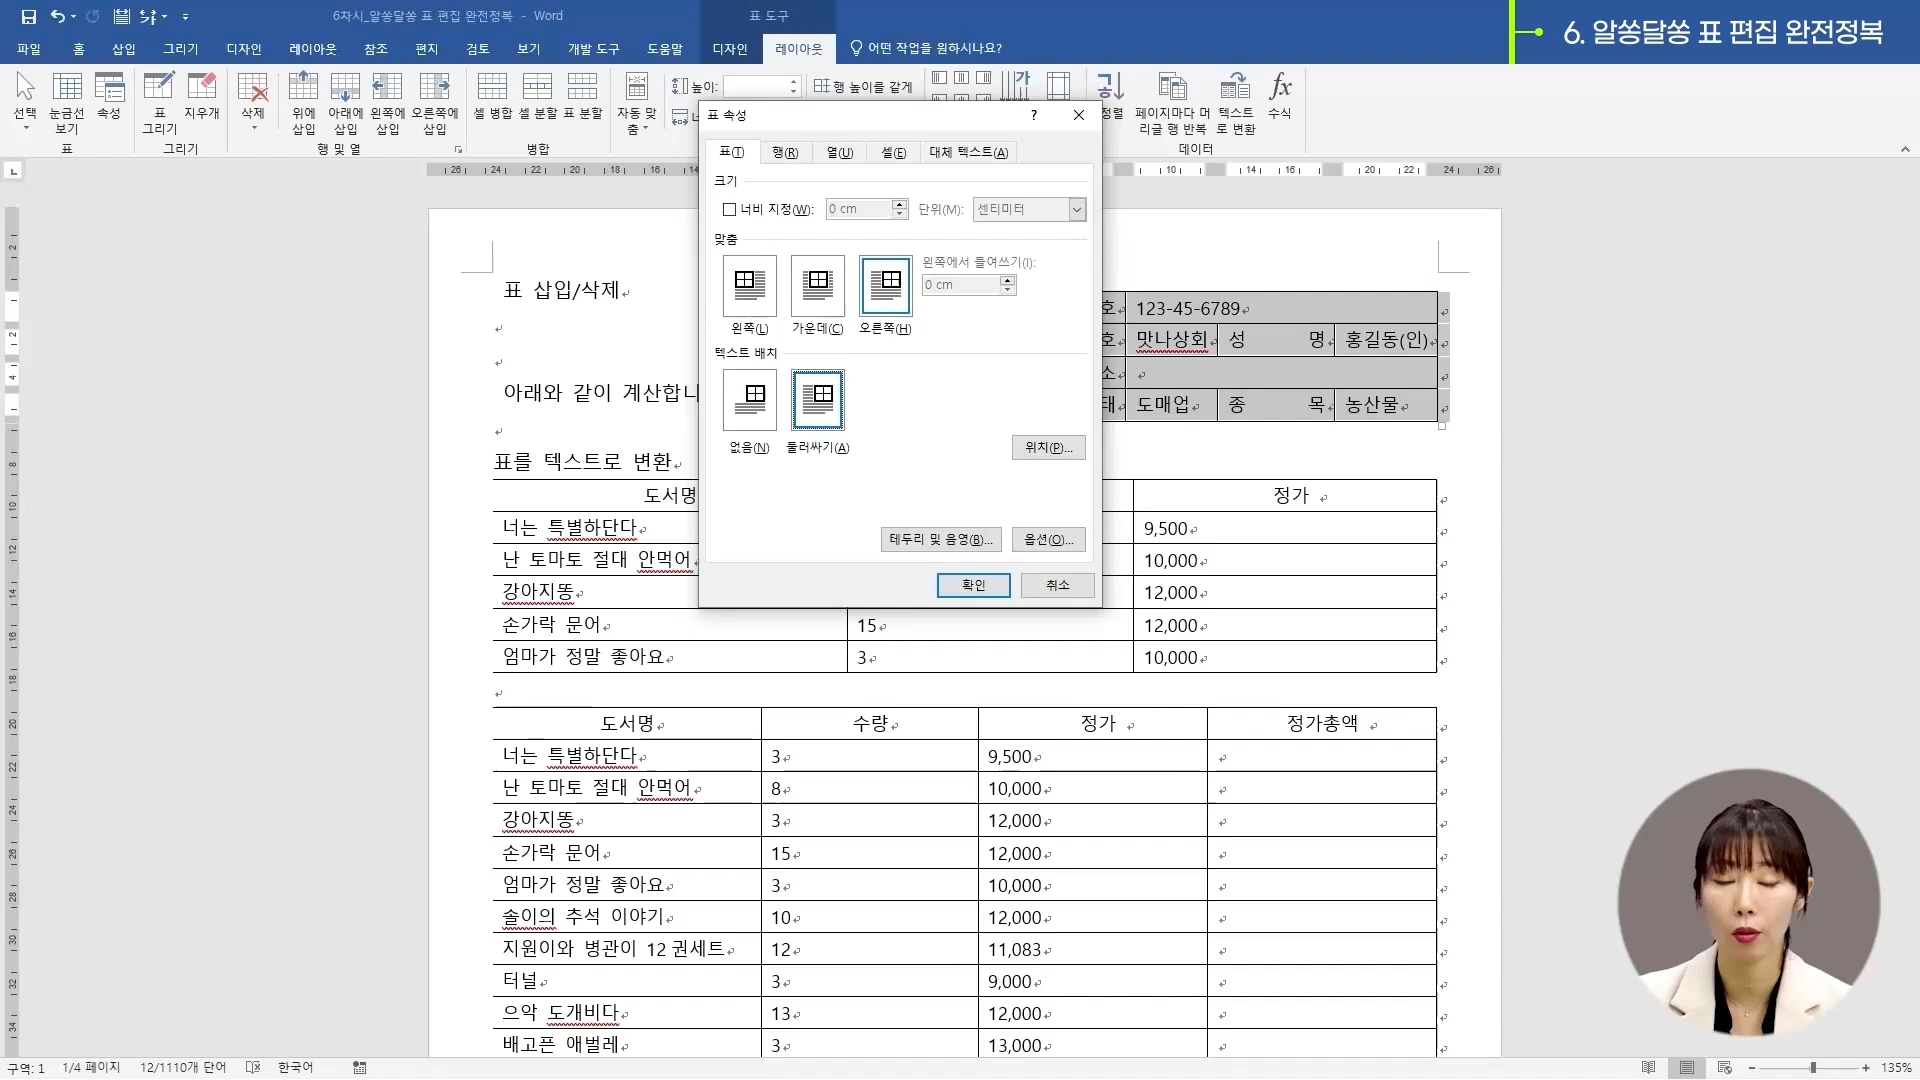 6차시_알쏭달쏭 표 편집 완전정복 - Word
표 도구
6. 알쏭달쏭 표 편집 완전정복
파일 홈 삽입 그리기 디자인 레이아웃 참조 편지 검토 보기 개발 도구 도움말 디자인 레이아웃 어떤 작업을 원하시나요?
선택 눈금선 보기 속성 표 그리기 지우개 삭제 위에 삽입 아래에 삽입 왼쪽에 삽입 오른쪽에 삽입 셀 병합 셀 분할 표 분할 자동 맞춤 높이: 행 높이를 같게 정렬 페이지마다 머리글 행 반복 텍스트로 변환 수식
표 그리기 행 및 열 병합 데이터
표 속성 ?
표(T) 행(R) 열(U) 셀(E) 대체 텍스트(A)
크기
너비 지정(W): 0 cm 단위(M): 센티미터
맞춤
왼쪽에서 들여쓰기(I):
0 cm
왼쪽(L) 가운데(C) 오른쪽(H)
텍스트 배치
없음(N) 둘러싸기(A)
위치(P)...
테두리 및 음영(B)... 옵션(O)...
확인 취소
26 24 22 20 18 16 14 10 14 16 20 22 24 26
표 삽입/삭제
호 123-45-6789
호 맛나상회 성 명 홍길동(인)
소
태 도매업 종 목 농산물
아래와 같이 계산합니
표를 텍스트로 변환
도서명 정가
너는 특별하단다 9,500
난 토마토 절대 안먹어 10,000
강아지똥 12,000
손가락 문어 15 12,000
엄마가 정말 좋아요 3 10,000
도서명 수량 정가 정가총액
너는 특별하단다 3 9,500
난 토마토 절대 안먹어 8 10,000
강아지똥 3 12,000
손가락 문어 15 12,000
엄마가 정말 좋아요 3 10,000
솔이의 추석 이야기 10 12,000
지원이와 병관이 12권세트 12 11,083
터널 3 9,000
으악 도깨비다 13 12,000
배고픈 애벌레 3 13,000
구역: 1 1/4 페이지 12/1110개 단어 한국어 135%